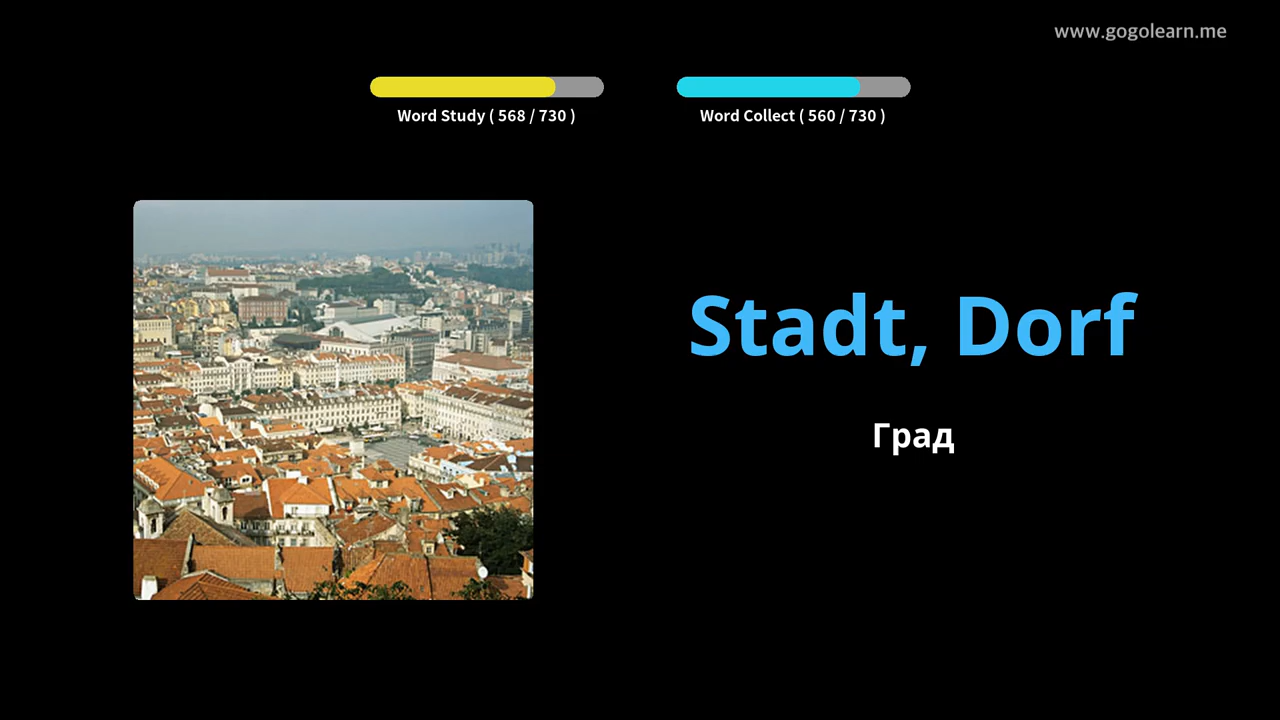 www.gogolearn.me
Word Study ( 568 / 730 )
Word Collect ( 560 / 730 )
Stadt, Dorf
Град